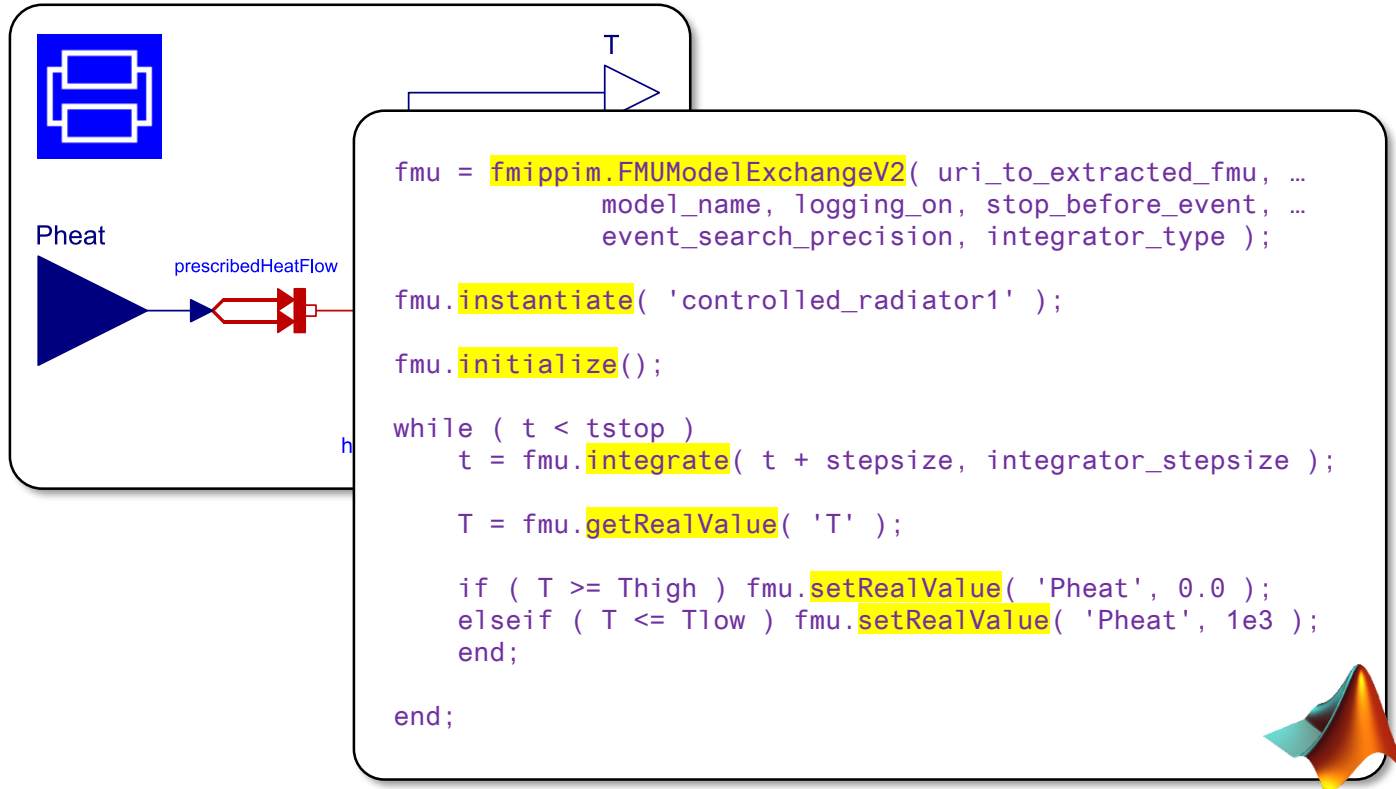 T
Pheat
prescribedHeatFlow
h
fmu = fmippim.FMUModelExchangeV2( uri_to_extracted_fmu, …
model_name, logging_on, stop_before_event, …
event_search_precision, integrator_type );
fmu.instantiate( 'controlled_radiator1' );
fmu.initialize();
while ( t < tstop )
t = fmu.integrate( t + stepsize, integrator_stepsize );
T = fmu.getRealValue( 'T' );
if ( T >= Thigh ) fmu.setRealValue( 'Pheat', 0.0 );
elseif ( T <= Tlow ) fmu.setRealValue( 'Pheat', 1e3 );
end;
end;